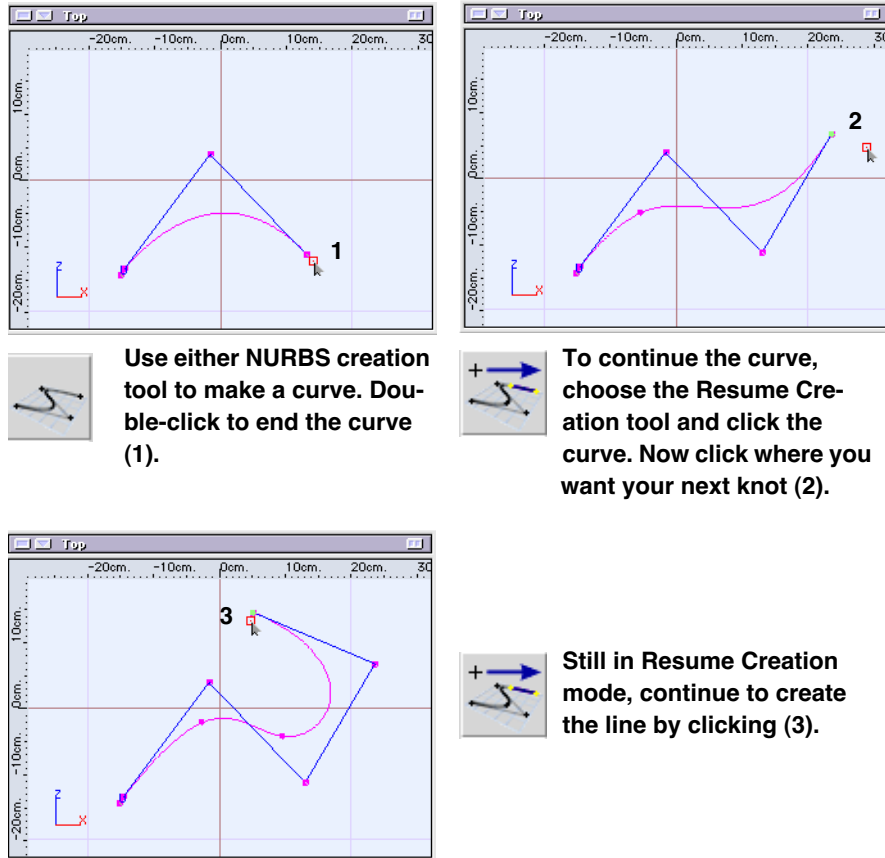 Top
-20cm. -10cm. 0cm. 10cm. 20cm. 30
10cm.
0cm.
-10cm.
-20cm.
Z
X
1
Top
-20cm. -10cm. 0cm. 10cm. 20cm. 30
10cm.
0cm.
-10cm.
-20cm.
Z
X
2
Use either NURBS creation
tool to make a curve. Dou-
ble-click to end the curve
(1).
To continue the curve,
choose the Resume Cre-
ation tool and click the
curve. Now click where you
want your next knot (2).
Top
-20cm. -10cm. 0cm. 10cm. 20cm. 30
10cm.
0cm.
-10cm.
-20cm.
Z
X
3
Still in Resume Creation
mode, continue to create
the line by clicking (3).